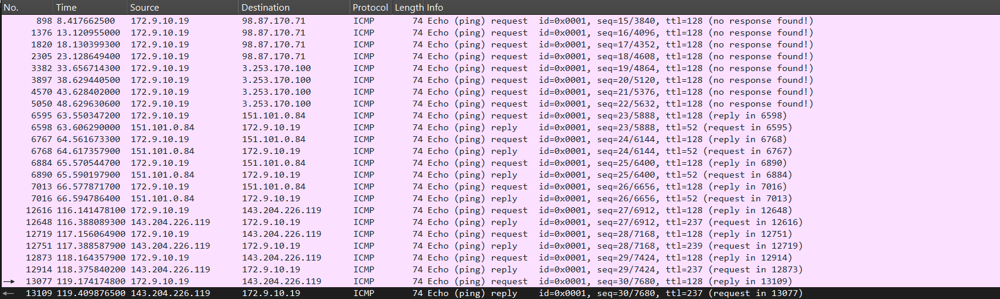 No. Time Source Destination Protocol Length Info
898 8.417662500 172.9.10.19 98.87.170.71 ICMP 74 Echo (ping) request id=0x0001, seq=15/3840, ttl=128 (no response found!)
1376 13.120955000 172.9.10.19 98.87.170.71 ICMP 74 Echo (ping) request id=0x0001, seq=16/4096, ttl=128 (no response found!)
1820 18.130399300 172.9.10.19 98.87.170.71 ICMP 74 Echo (ping) request id=0x0001, seq=17/4352, ttl=128 (no response found!)
2305 23.128649400 172.9.10.19 98.87.170.71 ICMP 74 Echo (ping) request id=0x0001, seq=18/4608, ttl=128 (no response found!)
3382 33.656714300 172.9.10.19 3.253.170.100 ICMP 74 Echo (ping) request id=0x0001, seq=19/4864, ttl=128 (no response found!)
3897 38.629440500 172.9.10.19 3.253.170.100 ICMP 74 Echo (ping) request id=0x0001, seq=20/5120, ttl=128 (no response found!)
4570 43.628402000 172.9.10.19 3.253.170.100 ICMP 74 Echo (ping) request id=0x0001, seq=21/5376, ttl=128 (no response found!)
5050 48.629630600 172.9.10.19 3.253.170.100 ICMP 74 Echo (ping) request id=0x0001, seq=22/5632, ttl=128 (no response found!)
6595 63.550347200 172.9.10.19 151.101.0.84 ICMP 74 Echo (ping) request id=0x0001, seq=23/5888, ttl=128 (reply in 6598)
6598 63.606290000 151.101.0.84 172.9.10.19 ICMP 74 Echo (ping) reply id=0x0001, seq=23/5888, ttl=52 (request in 6595)
6767 64.561673300 172.9.10.19 151.101.0.84 ICMP 74 Echo (ping) request id=0x0001, seq=24/6144, ttl=128 (reply in 6768)
6768 64.617357900 151.101.0.84 172.9.10.19 ICMP 74 Echo (ping) reply id=0x0001, seq=24/6144, ttl=52 (request in 6767)
6884 65.570544700 172.9.10.19 151.101.0.84 ICMP 74 Echo (ping) request id=0x0001, seq=25/6400, ttl=128 (reply in 6890)
6890 65.590197900 151.101.0.84 172.9.10.19 ICMP 74 Echo (ping) reply id=0x0001, seq=25/6400, ttl=52 (request in 6884)
7013 66.577871700 172.9.10.19 151.101.0.84 ICMP 74 Echo (ping) request id=0x0001, seq=26/6656, ttl=128 (reply in 7016)
7016 66.594786400 151.101.0.84 172.9.10.19 ICMP 74 Echo (ping) reply id=0x0001, seq=26/6656, ttl=52 (request in 7013)
12616 116.141478100 172.9.10.19 143.204.226.119 ICMP 74 Echo (ping) request id=0x0001, seq=27/6912, ttl=128 (reply in 12648)
12648 116.388089300 143.204.226.119 172.9.10.19 ICMP 74 Echo (ping) reply id=0x0001, seq=27/6912, ttl=237 (request in 12616)
12719 117.156064900 172.9.10.19 143.204.226.119 ICMP 74 Echo (ping) request id=0x0001, seq=28/7168, ttl=128 (reply in 12751)
12751 117.388587900 143.204.226.119 172.9.10.19 ICMP 74 Echo (ping) reply id=0x0001, seq=28/7168, ttl=239 (request in 12719)
12873 118.164357900 172.9.10.19 143.204.226.119 ICMP 74 Echo (ping) request id=0x0001, seq=29/7424, ttl=128 (reply in 12914)
12914 118.375840200 143.204.226.119 172.9.10.19 ICMP 74 Echo (ping) reply id=0x0001, seq=29/7424, ttl=237 (request in 12873)
13077 119.174174800 172.9.10.19 143.204.226.119 ICMP 74 Echo (ping) request id=0x0001, seq=30/7680, ttl=128 (reply in 13109)
13109 119.409876500 143.204.226.119 172.9.10.19 ICMP 74 Echo (ping) reply id=0x0001, seq=30/7680, ttl=237 (request in 13077)